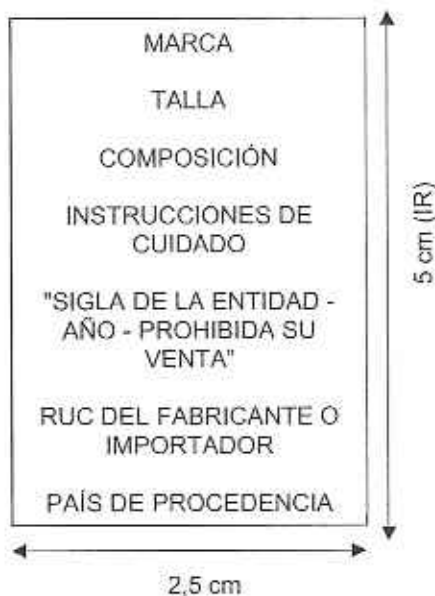 MARCA
TALLA
COMPOSICIÓN
INSTRUCCIONES DE
CUIDADO
"SIGLA DE LA ENTIDAD -
AÑO - PROHIBIDA SU
VENTA"
RUC DEL FABRICANTE O
IMPORTADOR
PAÍS DE PROCEDENCIA
5 cm (IR)
2,5 cm